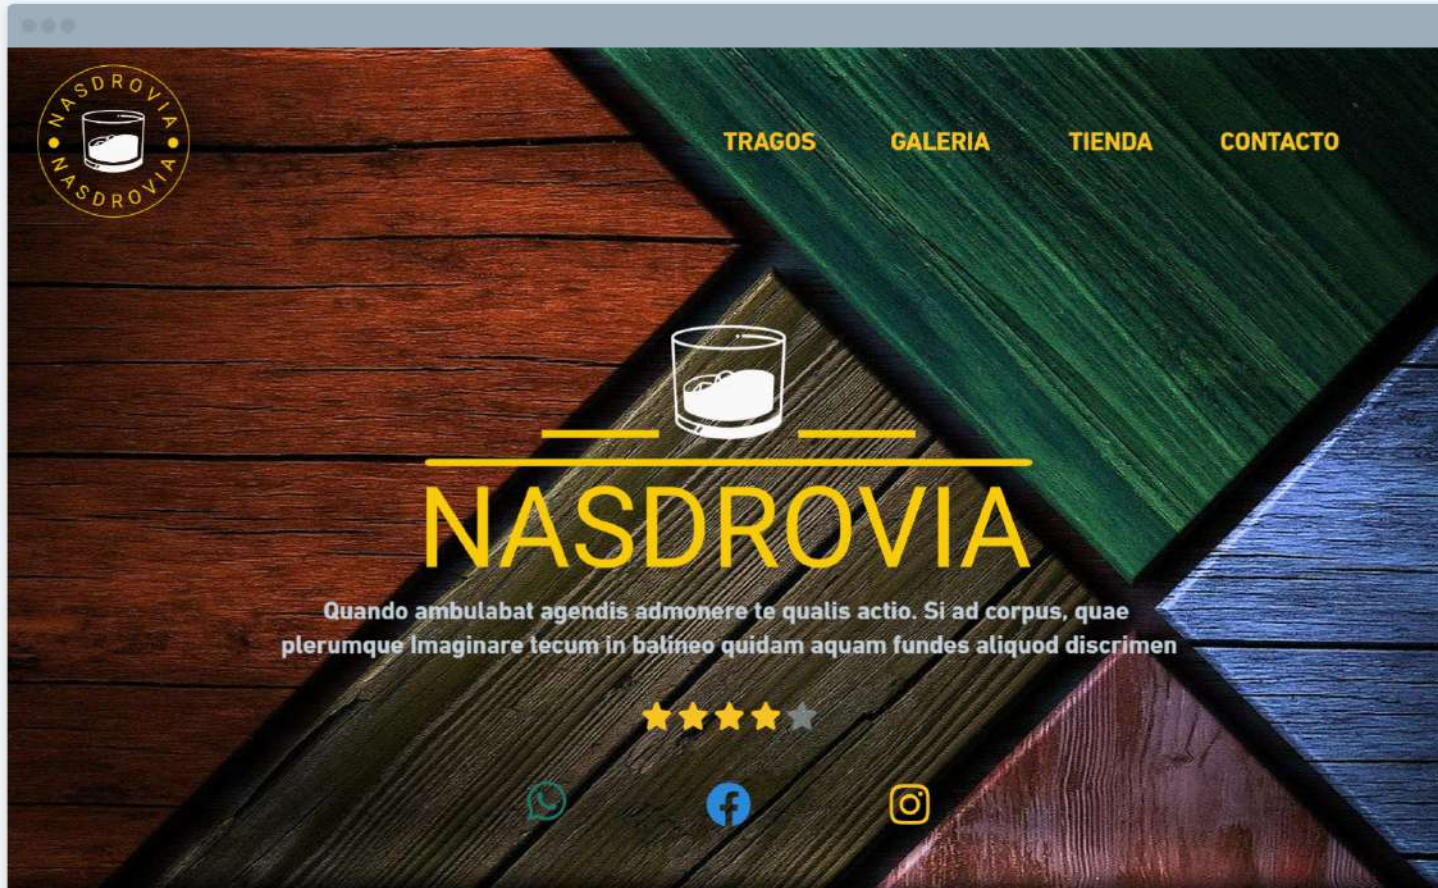 NASDROVIA
NASDROVIA
TRAGOS GALERIA TIENDA CONTACTO
NASDROVIA
Quando ambulabat agendis admonere te qualis actio. Si ad corpus, quae
plerumque Imaginare tecum in balineo quidam aquam fundes aliquod discrimen